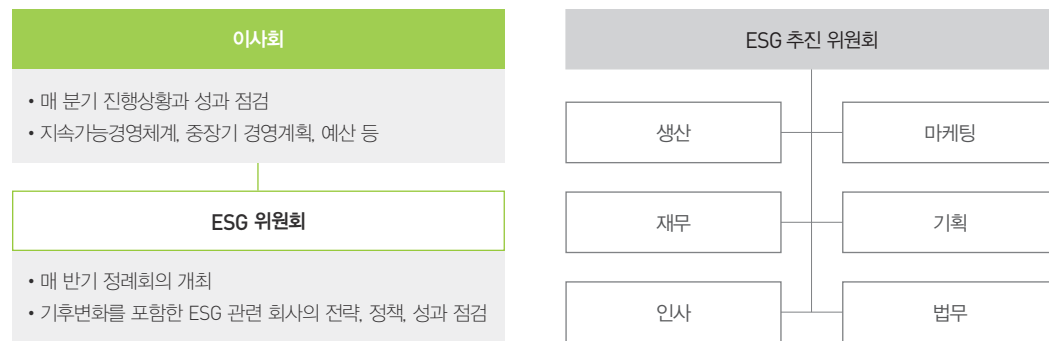 이사회
• 매 분기 진행상황과 성과 점검
• 지속가능경영체계, 중장기 경영계획, 예산 등
ESG 위원회
• 매 반기 정례회의 개최
• 기후변화를 포함한 ESG 관련 회사의 전략, 정책, 성과 점검
ESG 추진 위원회
생산
마케팅
재무
기획
인사
법무